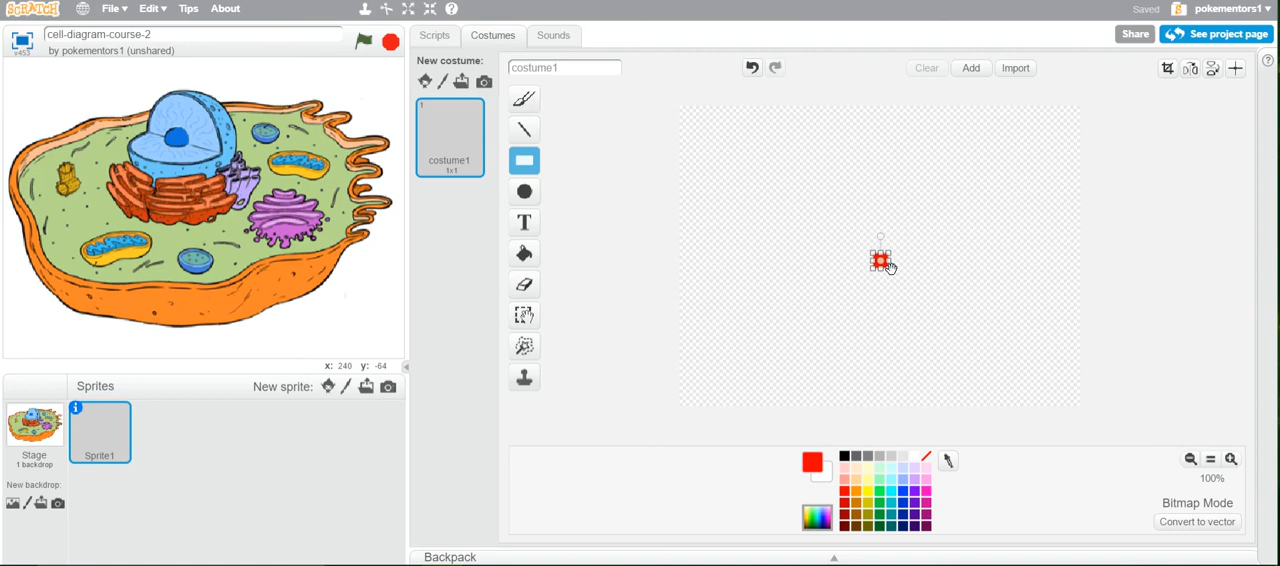 SCRATCH File▼ Edit▼ Tips About Saved pokementors1▼
v453 cell-diagram-course-2
by pokementors1 (unshared)
Scripts Costumes Sounds Share See project page
New costume: costume1 Clear Add Import
1
costume1
1x1
T
x: 240 y: -64
Sprites New sprite:
Stage
1 backdrop
Sprite1
New backdrop:
100%
Bitmap Mode
Convert to vector
Backpack